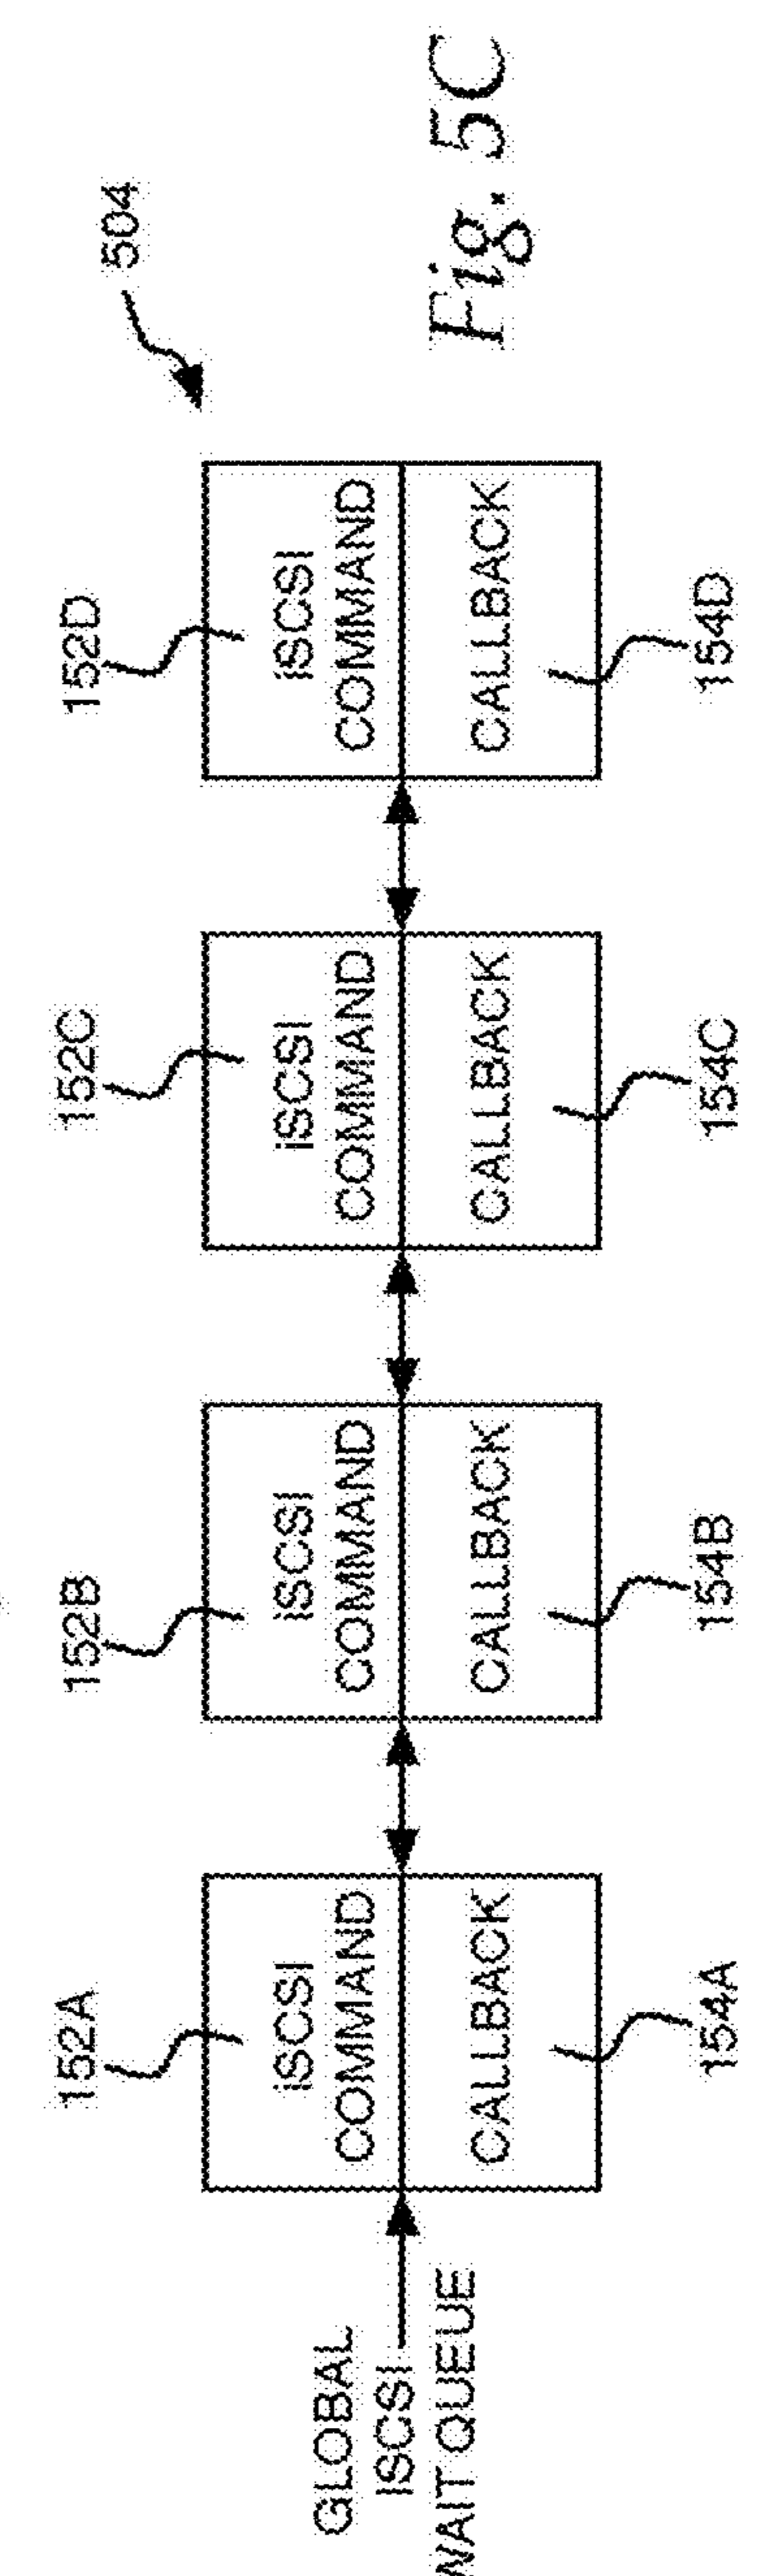 152A
152B
152C
152D
504
GLOBAL
ISCSI
WAIT QUEUE
iSCSI
COMMAND
CALLBACK
iSCSI
COMMAND
CALLBACK
iSCSI
COMMAND
CALLBACK
iSCSI
COMMAND
CALLBACK
154A
154B
154C
154D
Fig. 5C